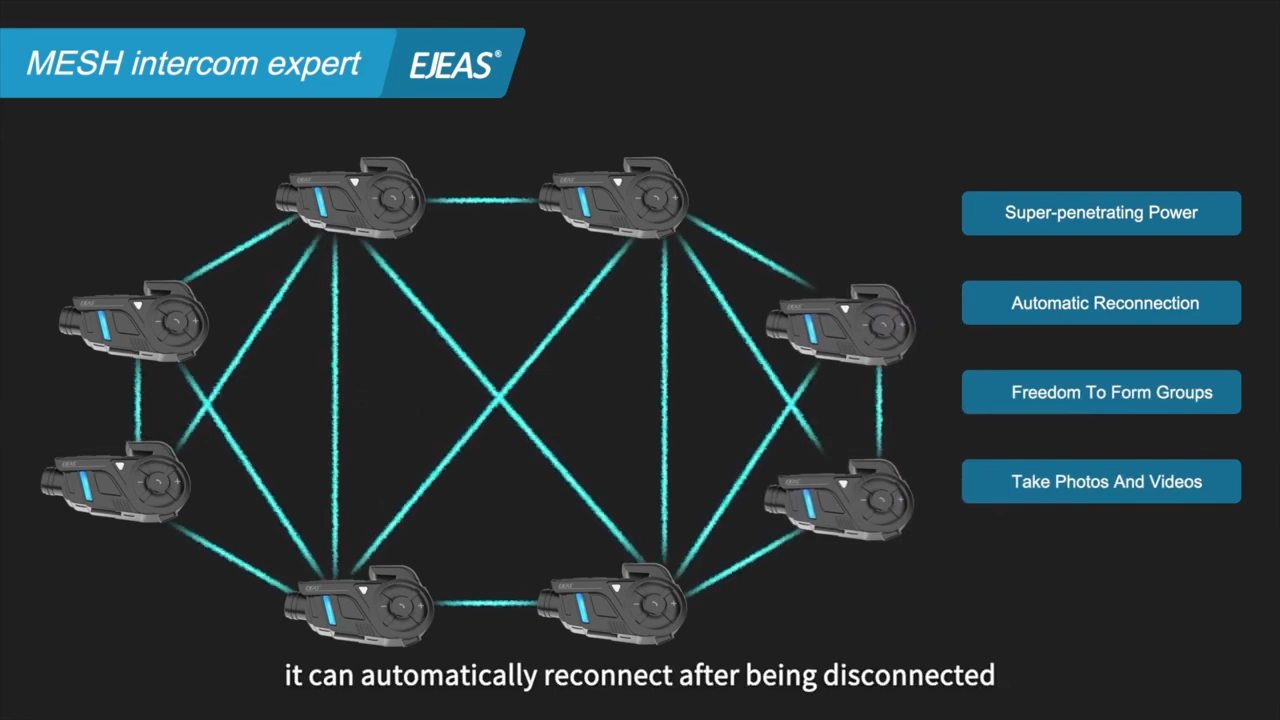 MESH intercom expert
EJEAS®
Super-penetrating Power
Automatic Reconnection
Freedom To Form Groups
Take Photos And Videos
it can automatically reconnect after being disconnected